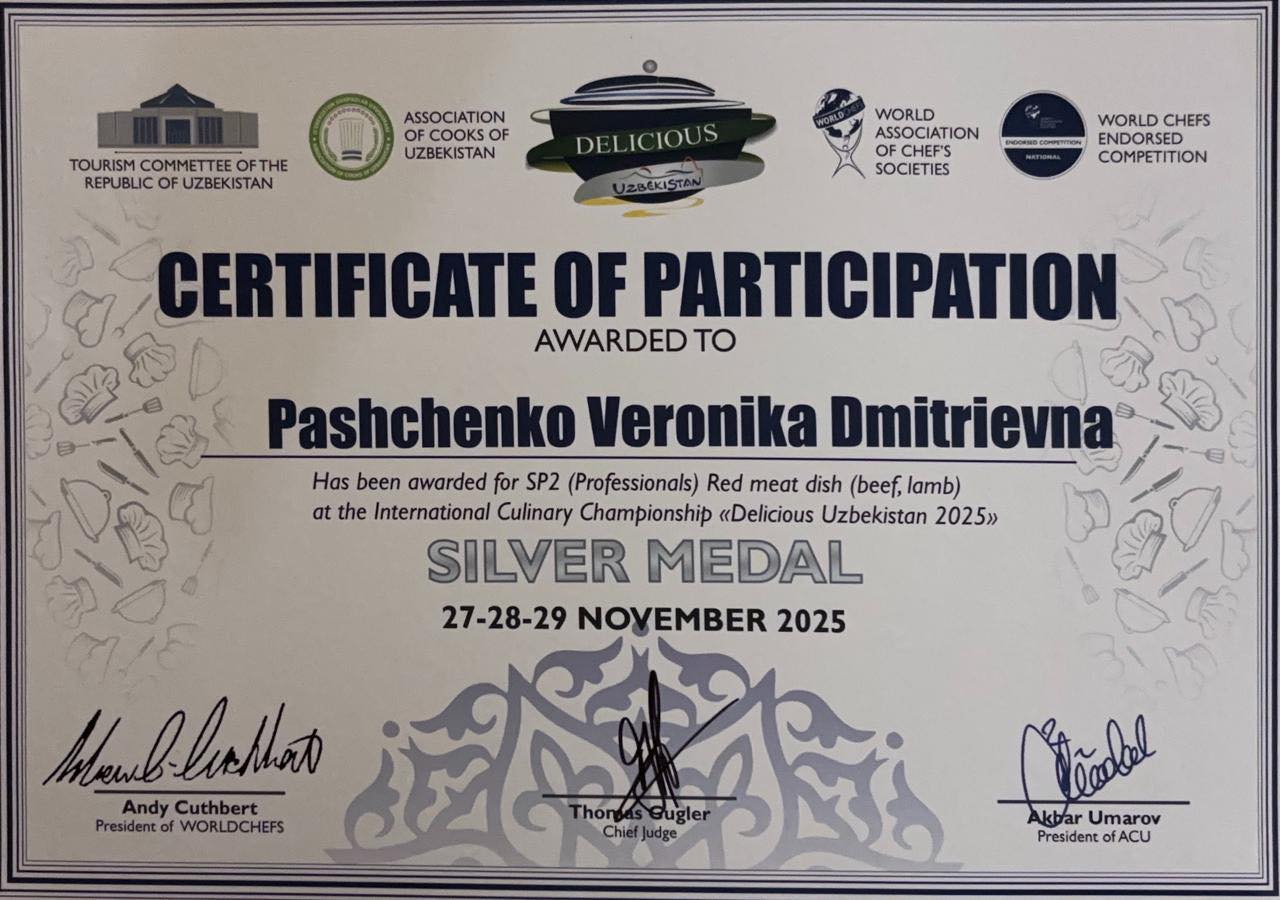 TOURISM COMMETTEE OF THE
REPUBLIC OF UZBEKISTAN
ASSOCIATION
OF COOKS OF
UZBEKISTAN
DELICIOUS
UZBEKISTAN
WORLDCHEFS
WORLD
ASSOCIATION
OF CHEF'S
SOCIETIES
ENDORSED COMPETITION
NATIONAL
WORLD CHEFS
ENDORSED
COMPETITION
CERTIFICATE OF PARTICIPATION
AWARDED TO
Pashchenko Veronika Dmitrievna
Has been awarded for SP2 (Professionals) Red meat dish (beef, lamb)
at the International Culinary Championship «Delicious Uzbekistan 2025»
SILVER MEDAL
27-28-29 NOVEMBER 2025
Andy Cuthbert
President of WORLDCHEFS
Thomas Gugler
Chief Judge
Akbar Umarov
President of ACU